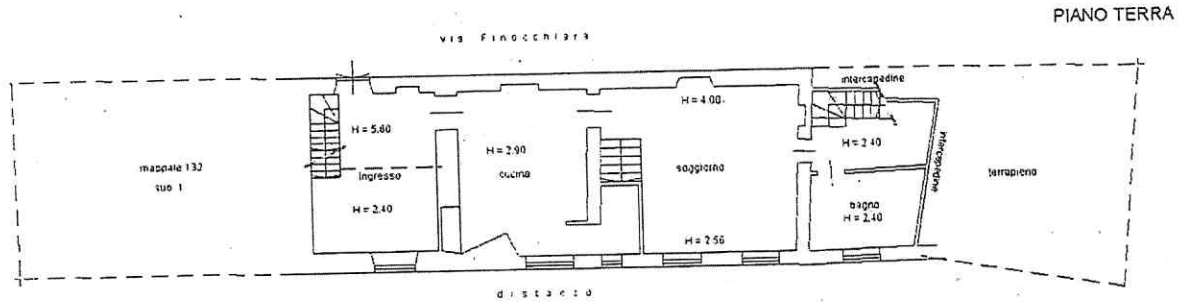 PIANO TERRA
via Finocchiara
intercapedine
H = 4.00
H = 5.60
H = 2.40
H = 2.90
mappale 132
sub 1
ingresso
cucina
soggiorno
intercapedine
terrapieno
H = 2.40
bagno
H = 2.40
H = 2.56
distacco